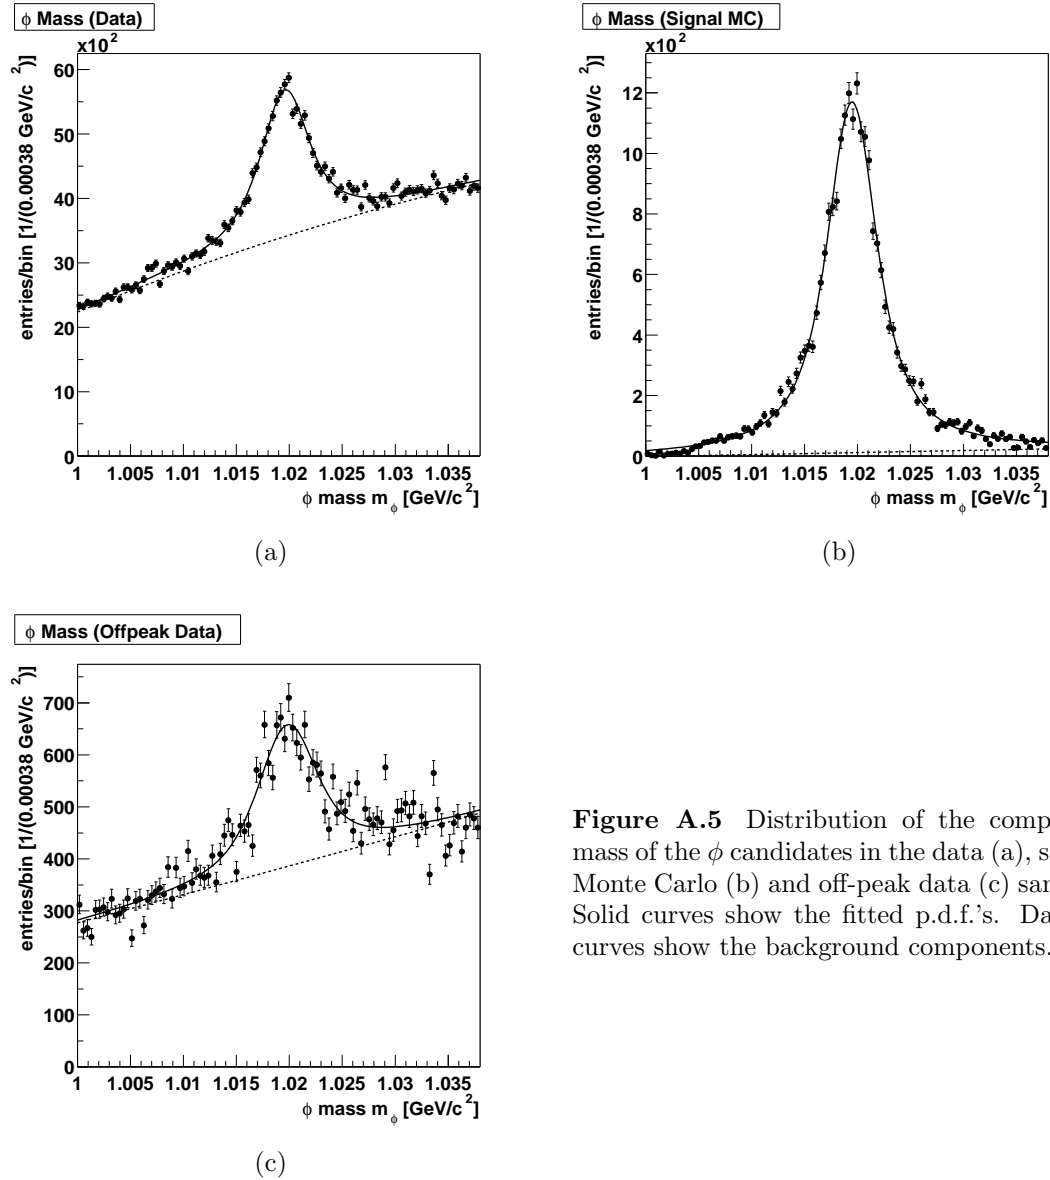 ϕ Mass (Data)
×10²
entries/bin [1/(0.00038 GeV/c²)]
60
50
40
30
20
10
0
1 1.005 1.01 1.015 1.02 1.025 1.03 1.035
ϕ mass m_ϕ [GeV/c²]
(a)
ϕ Mass (Signal MC)
×10²
entries/bin [1/(0.00038 GeV/c²)]
12
10
8
6
4
2
0
1 1.005 1.01 1.015 1.02 1.025 1.03 1.035
ϕ mass m_ϕ [GeV/c²]
(b)
ϕ Mass (Offpeak Data)
entries/bin [1/(0.00038 GeV/c²)]
700
600
500
400
300
200
100
0
1 1.005 1.01 1.015 1.02 1.025 1.03 1.035
ϕ mass m_ϕ [GeV/c²]
(c)
Figure A.5 Distribution of the comp
mass of the ϕ candidates in the data (a), s
Monte Carlo (b) and off-peak data (c) sam
Solid curves show the fitted p.d.f.'s. Da
curves show the background components.